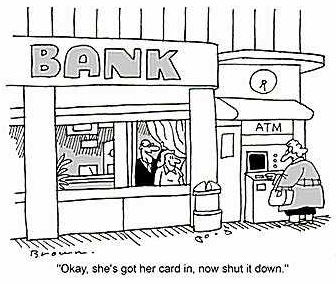 BANK
ATM
Brown.
"Okay, she's got her card in, now shut it down."